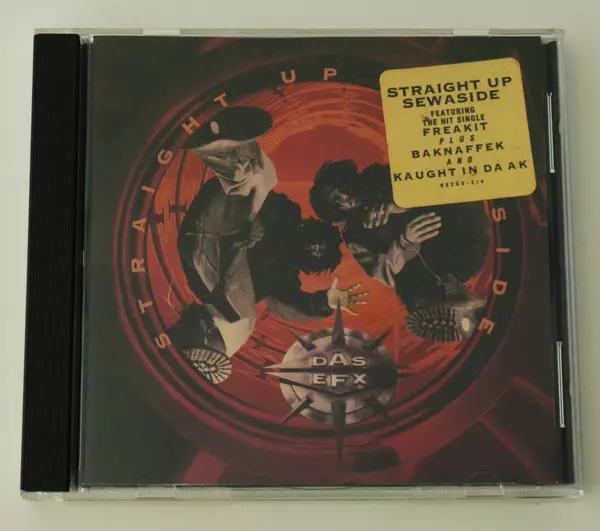 STRAIGHT UP
SIDE
STRAIGHT UP
SEWASIDE
FEATURING
THE HIT SINGLE
FREAKIT
PLUS
BAKNAFFEK
AND
KAUGHT IN DA AK
DAS
EFX